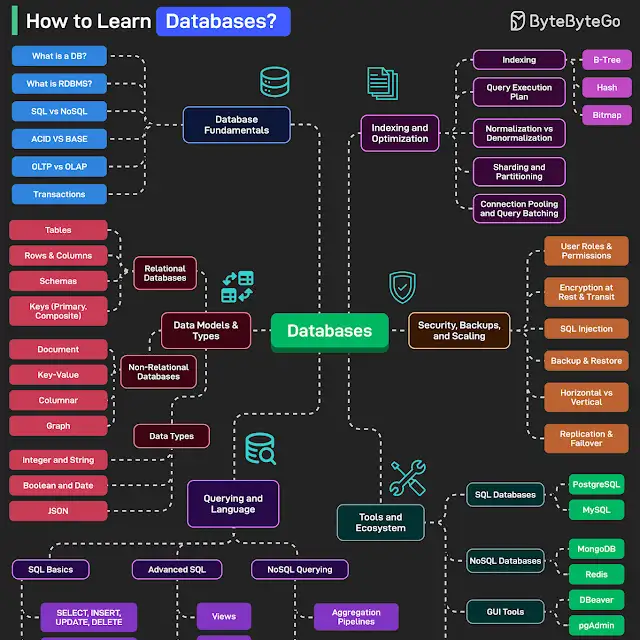 How to Learn Databases?
ByteByteGo
What is a DB?
What is RDBMS?
SQL vs NoSQL
ACID VS BASE
OLTP vs OLAP
Transactions
Database
Fundamentals
Indexing and
Optimization
Indexing
B-Tree
Hash
Bitmap
Query Execution
Plan
Normalization vs
Denormalization
Sharding and
Partitioning
Connection Pooling
and Query Batching
Tables
Rows & Columns
Schemas
Keys (Primary.
Composite)
Relational
Databases
Data Models &
Types
Document
Key-Value
Columnar
Graph
Non-Relational
Databases
Data Types
Integer and String
Boolean and Date
JSON
Databases
Security, Backups,
and Scaling
User Roles &
Permissions
Encryption at
Rest & Transit
SQL Injection
Backup & Restore
Horizontal vs
Vertical
Replication &
Failover
Querying and
Language
SQL Basics
Advanced SQL
NoSQL Querying
SELECT, INSERT,
UPDATE, DELETE
Views
Aggregation
Pipelines
Tools and
Ecosystem
SQL Databases
PostgreSQL
MySQL
NoSQL Databases
MongoDB
Redis
GUI Tools
DBeaver
pgAdmin